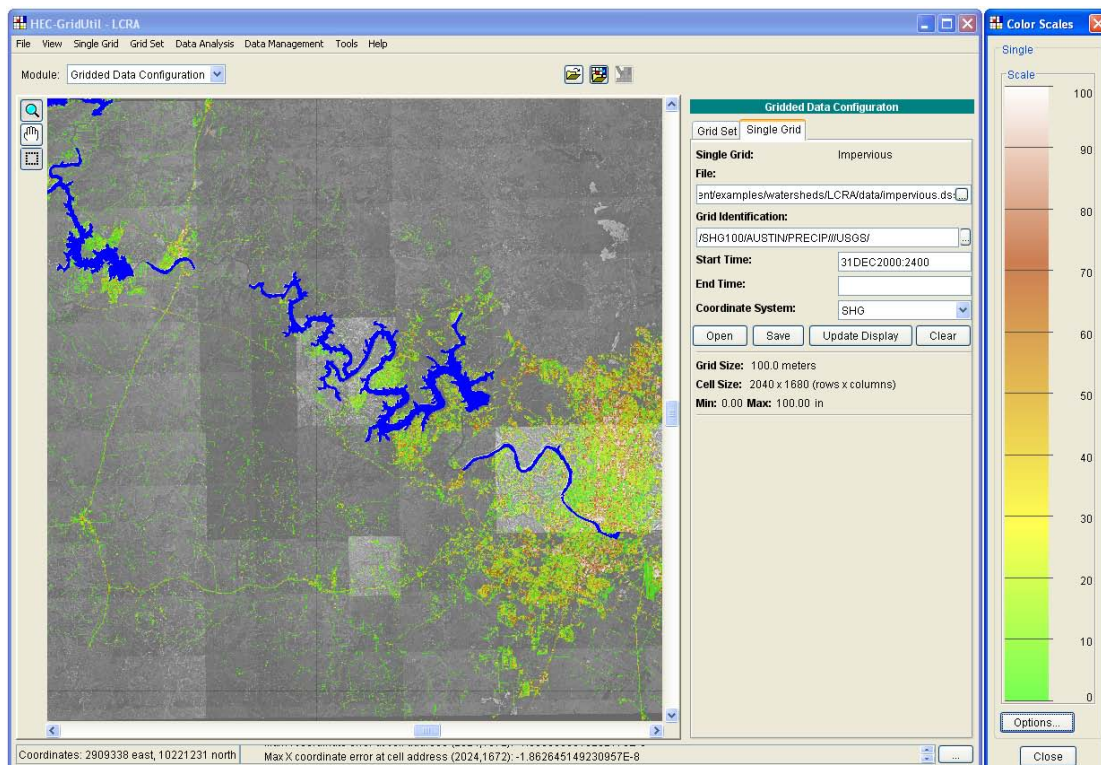 HEC-GridUtil - LCRA
File View Single Grid Grid Set Data Analysis Data Management Tools Help
Module: Gridded Data Configuration
Gridded Data Configuraton
Grid Set Single Grid
Single Grid: Impervious
File:
ent/examples/watersheds/LCRA/data/impervious.dss
...
Grid Identification:
/SHG100/AUSTIN/PRECIP///USGS/
...
Start Time: 31DEC2000:2400
End Time:
Coordinate System: SHG
Open Save Update Display Clear
Grid Size: 100.0 meters
Cell Size: 2040 x 1680 (rows x columns)
Min: 0.00 Max: 100.00 in
Coordinates: 2909338 east, 10221231 north
Max X coordinate error at cell address (2024,1672): -1.862645149230957E-8
...
Color Scales
Single
Scale
100
90
80
70
60
50
40
30
20
10
0
Options...
Close